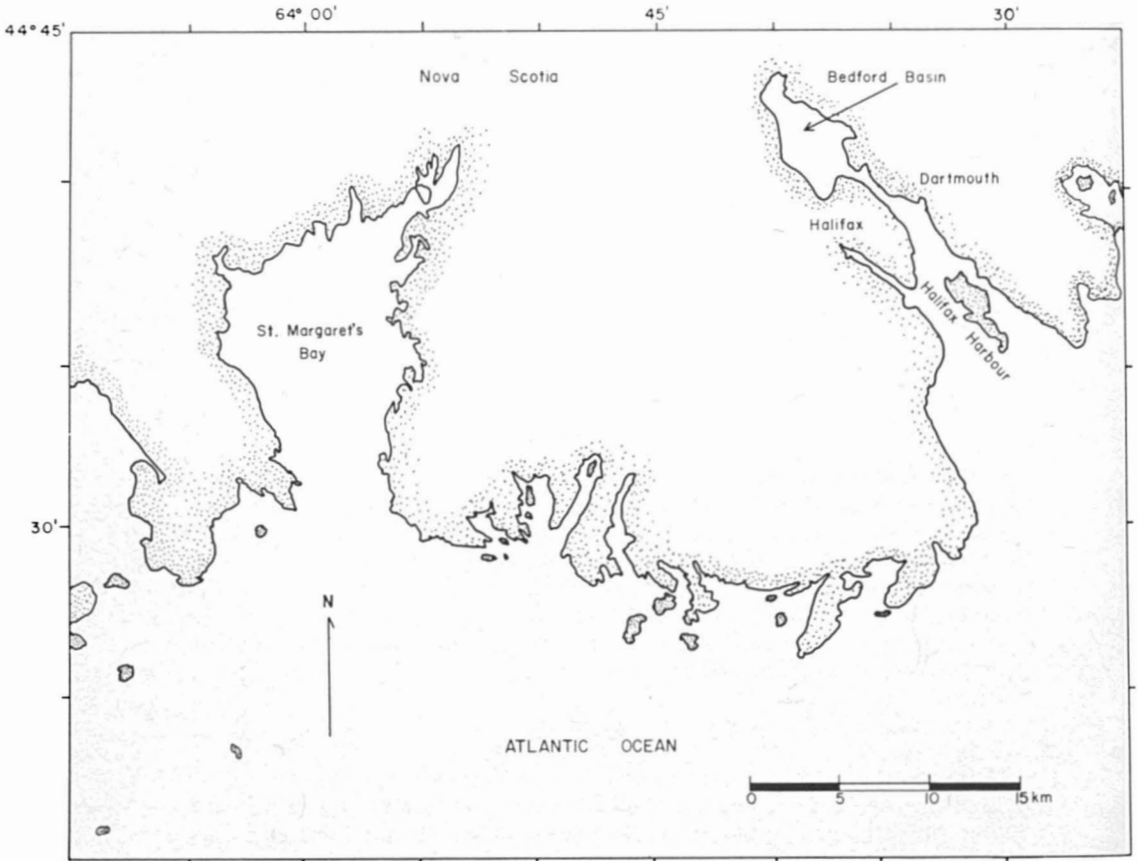 64° 00'
45'
30'
44° 45'
Nova Scotia
Bedford Basin
Dartmouth
Halifax
Halifax Harbour
St. Margaret's
Bay
30'
N
ATLANTIC OCEAN
0 5 10 15 km